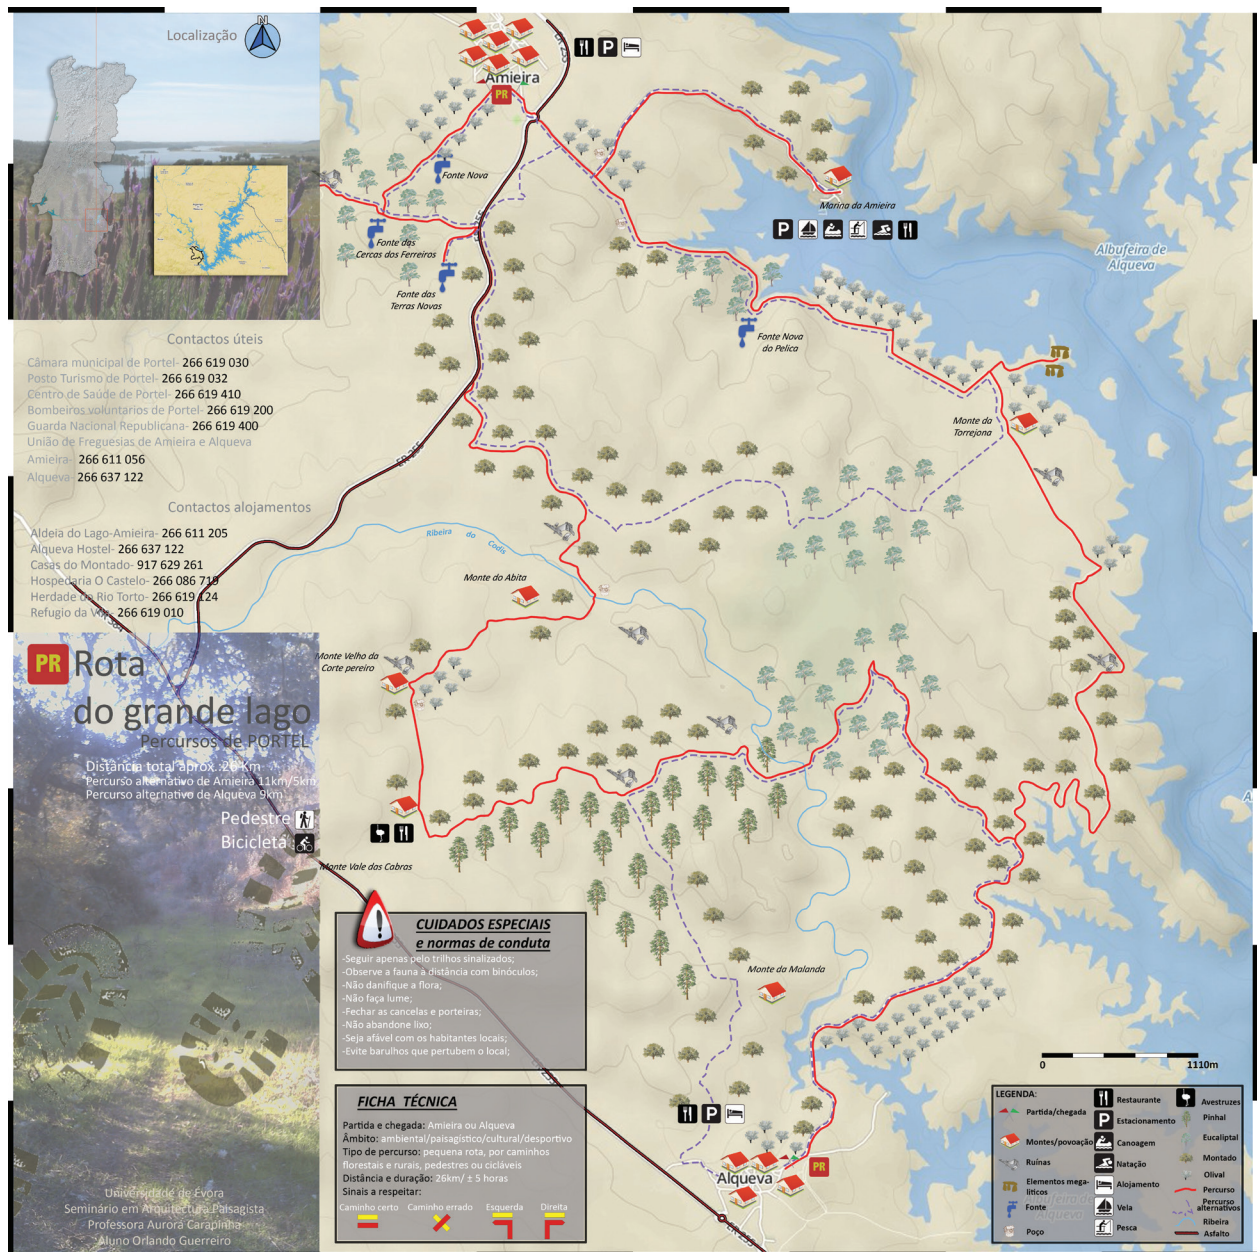 Localização
N
Contactos úteis
Câmara municipal de Portel- 266 619 030
Posto Turismo de Portel- 266 619 032
Centro de Saúde de Portel- 266 619 410
Bombeiros voluntarios de Portel- 266 619 200
Guarda Nacional Republicana- 266 619 400
União de Freguesias de Amieira e Alqueva
Amieira- 266 611 056
Alqueva- 266 637 122
Contactos alojamentos
Aldeia do Lago-Amieira- 266 611 205
Alqueva Hostel- 266 637 122
Casas do Montado- 917 629 261
Hospedaria O Castelo- 266 086 719
Herdade do Rio Torto- 266 619 124
Refugio da Vila- 266 619 010
PR Rota
do grande lago
Percursos de PORTEL
Distância total aprox.:26 Km
Percurso alternativo de Amieira 11km/5km
Percurso alternativo de Alqueva 9km
Pedestre
Bicicleta
Universidade de Évora
Seminário em Arquitectura Paisagista
Professora Aurora Carapinha
Aluno Orlando Guerreiro
Amieira
PR
P
Fonte Nova
Fonte das
Cercas dos Ferreiros
Fonte das
Terras Novas
Marina da Amieira
P
Albufeira de
Alqueva
Fonte Nova
do Pelica
Monte da
Torrejona
ER 255
Ribeira do Codis
Monte do Abita
Monte Velho da
Corte pereiro
Monte Vale das Cabras
Monte da Malanda
P
Alqueva
PR
ER 255
CUIDADOS ESPECIAIS
e normas de conduta
-Seguir apenas pelo trilhos sinalizados;
-Observe a fauna à distância com binóculos;
-Não danifique a flora;
-Não faça lume;
-Fechar as cancelas e porteiras;
-Não abandone lixo;
-Seja afável com os habitantes locais;
-Evite barulhos que pertubem o local;
FICHA TÉCNICA
Partida e chegada: Amieira ou Alqueva
Âmbito: ambiental/paisagistico/cultural/desportivo
Tipo de percurso: pequena rota, por caminhos
florestais e rurais, pedestres ou cicláveis
Distância e duração: 26km/ ± 5 horas
Sinais a respeitar:
Caminho certo Caminho errado Esquerda Direita
0 1110m
LEGENDA:
Partida/chegada
Montes/povoação
Ruínas
Elementos mega-
líticos
Fonte
Poço
Restaurante
P Estacionamento
Canoagem
Natação
Alojamento
Vela
Pesca
Avestruzes
Pinhal
Eucaliptal
Montado
Olival
Percurso
Percurso
alternativos
Ribeira
Asfalto